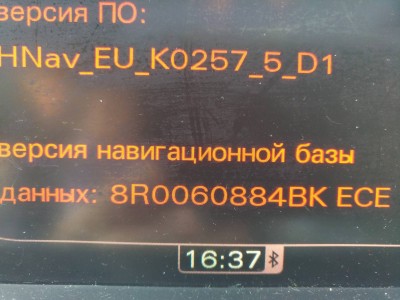 версия ПО:
HNav_EU_K0257_5_D1
версия навигационной базы
данных: 8R0060884BK ECE
16:37